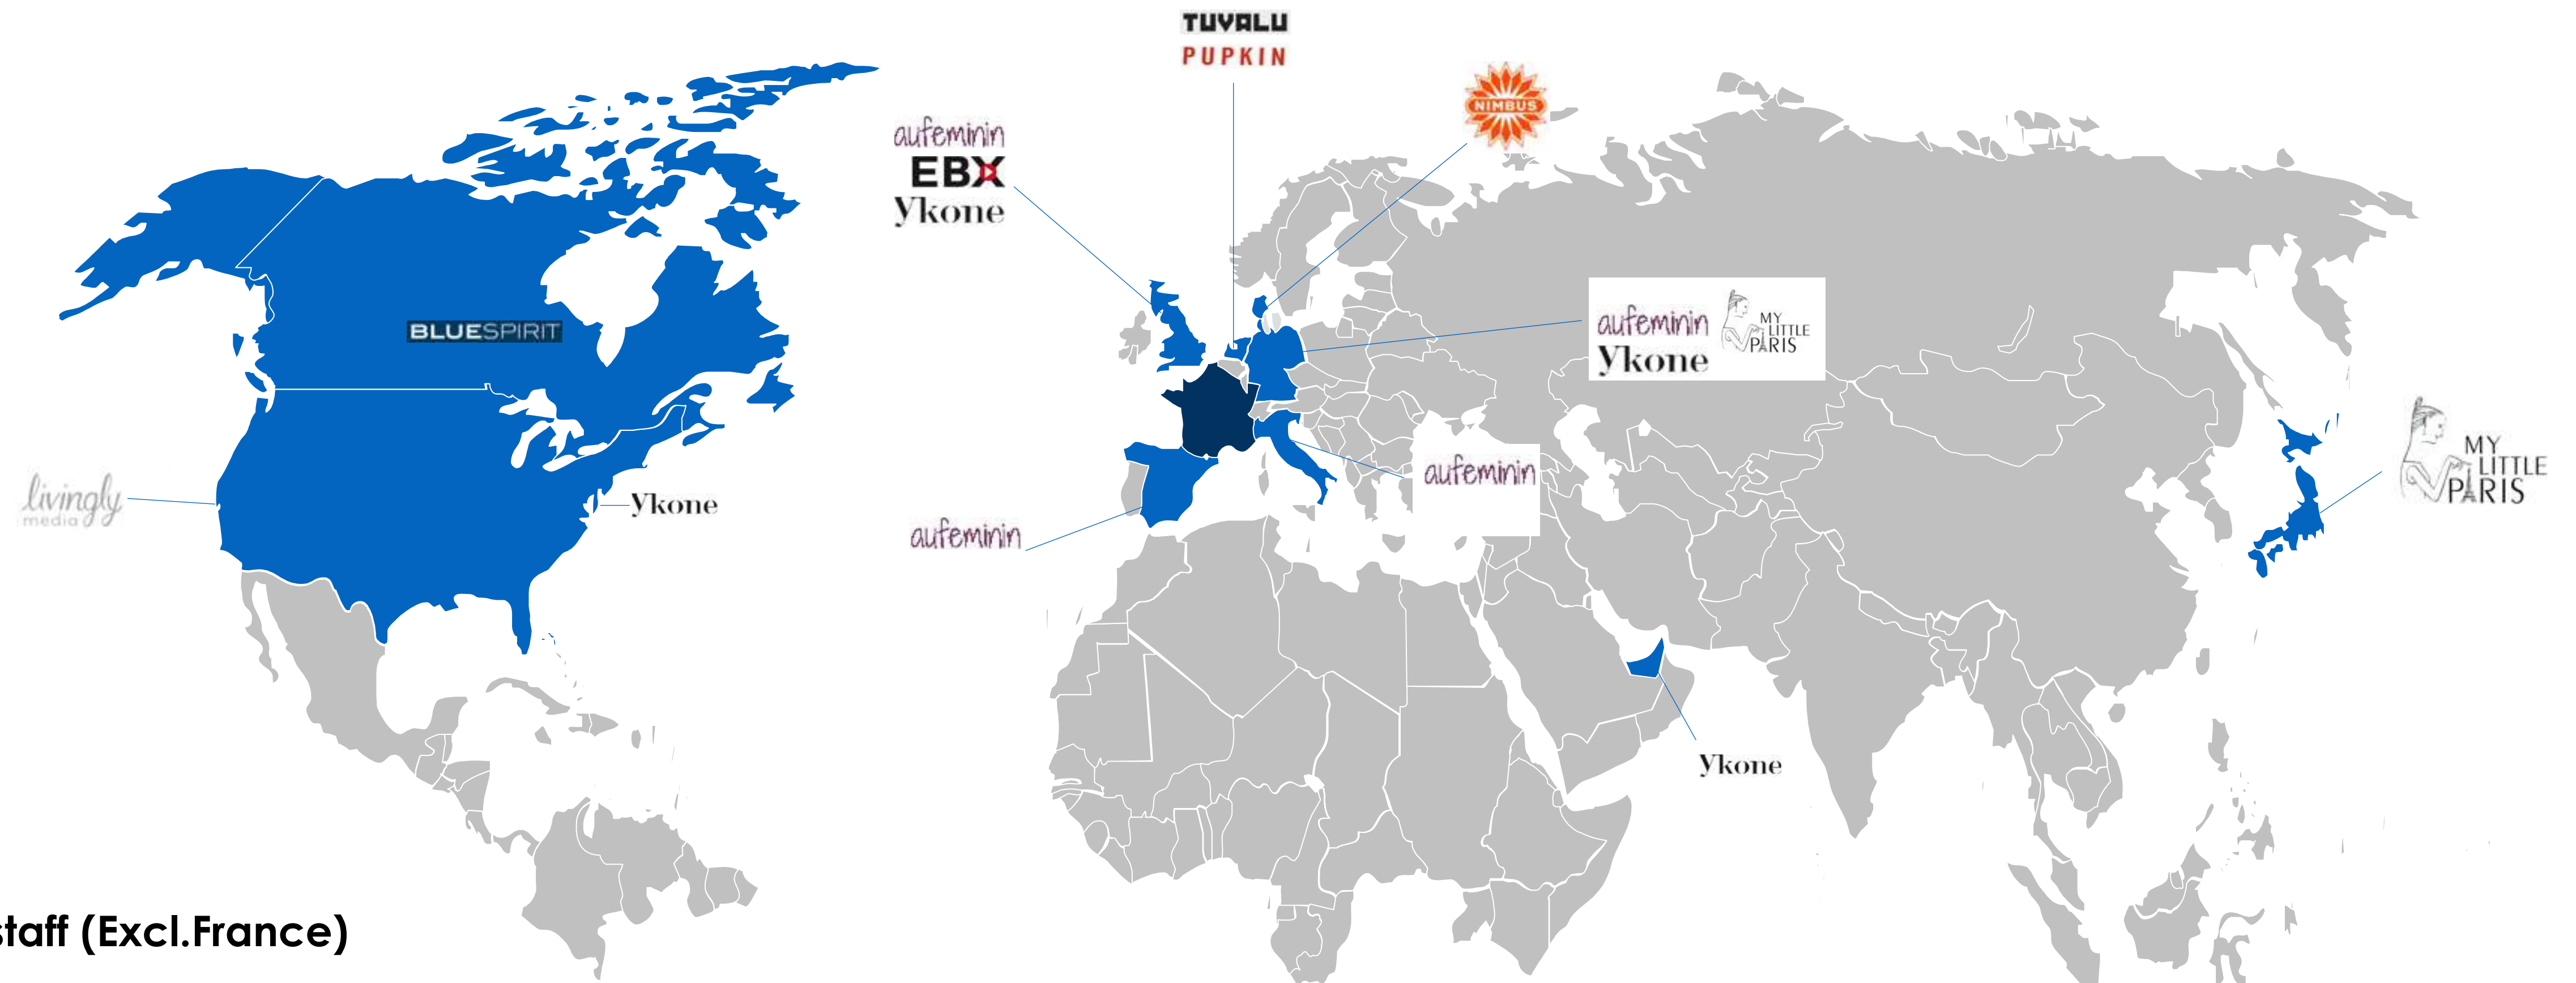 TUVALU
PUPKIN
NIMBUS
aufeminin
EBX
Ykone
BLUESPIRIT
aufeminin
Ykone
MY
LITTLE
PARIS
livingly
media
Ykone
aufeminin
aufeminin
MY
LITTLE
PARIS
Ykone
staff (Excl.France)